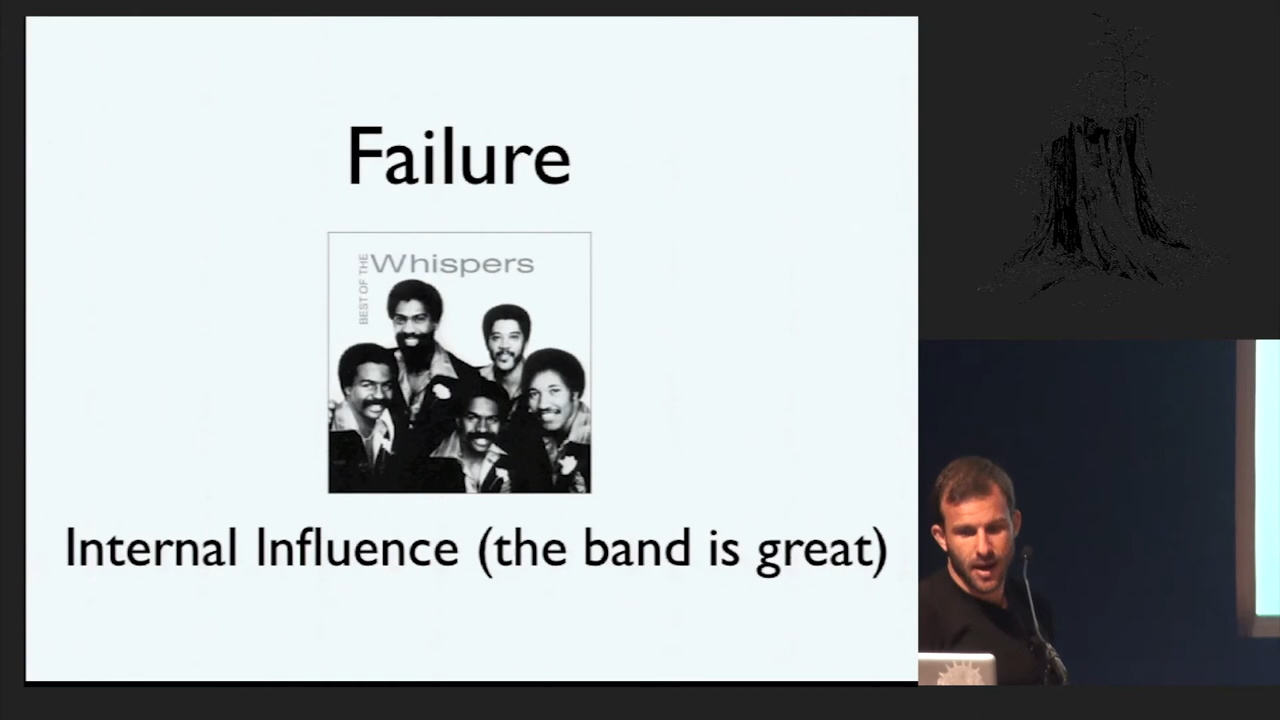 Failure
BEST OF THE
Whispers
Internal Influence (the band is great)